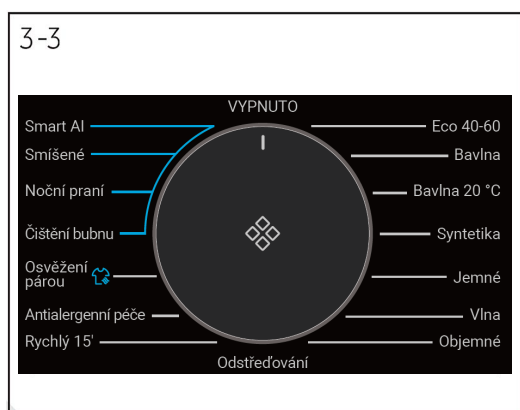 3-3
VYPNUTO
Smart AI
Smíšené
Noční praní
Čištění bubnu
Osvěžení
párou
Antialergenní péče
Rychlý 15'
Eco 40-60
Bavlna
Bavlna 20 °C
Syntetika
Jemné
Vlna
Objemné
Odstřeďování